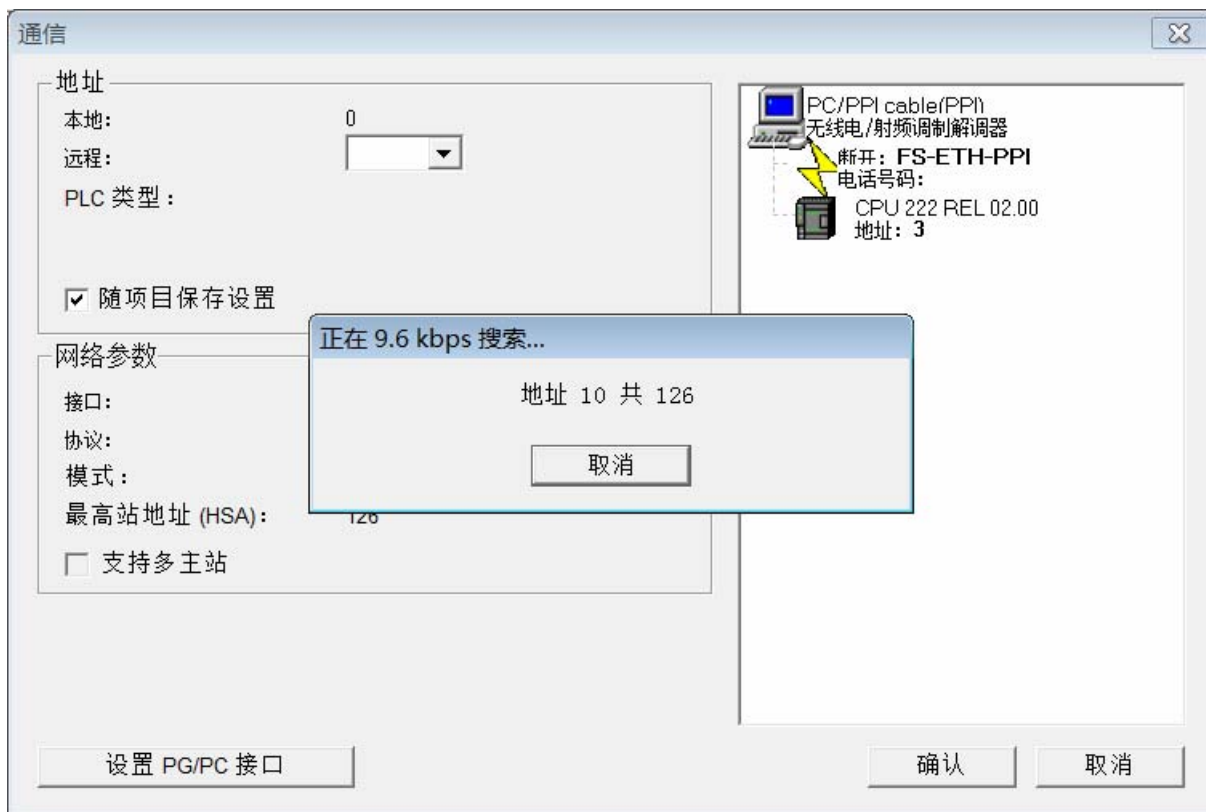 通信
地址
本地： 0
远程：
PLC 类型：
随项目保存设置
网络参数
接口：
协议：
模式：
最高站地址 (HSA)： 126
支持多主站
设置 PG/PC 接口
PC/PPI cable(PPI)
无线电/射频调制解调器
断开： FS-ETH-PPI
电话号码：
CPU 222 REL 02.00
地址： 3
正在 9.6 kbps 搜索...
地址 10 共 126
取消
确认
取消